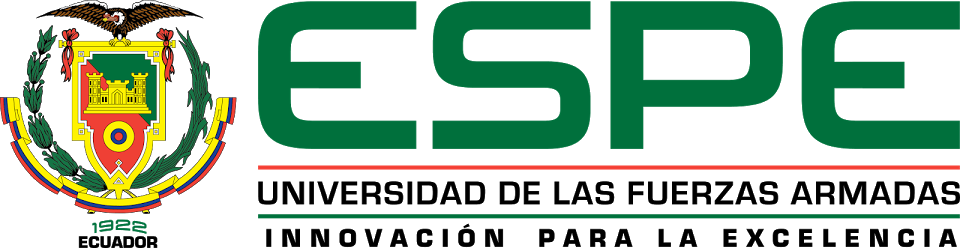 ESPE
UNIVERSIDAD DE LAS FUERZAS ARMADAS
INNOVACIÓN PARA LA EXCELENCIA
1922
ECUADOR